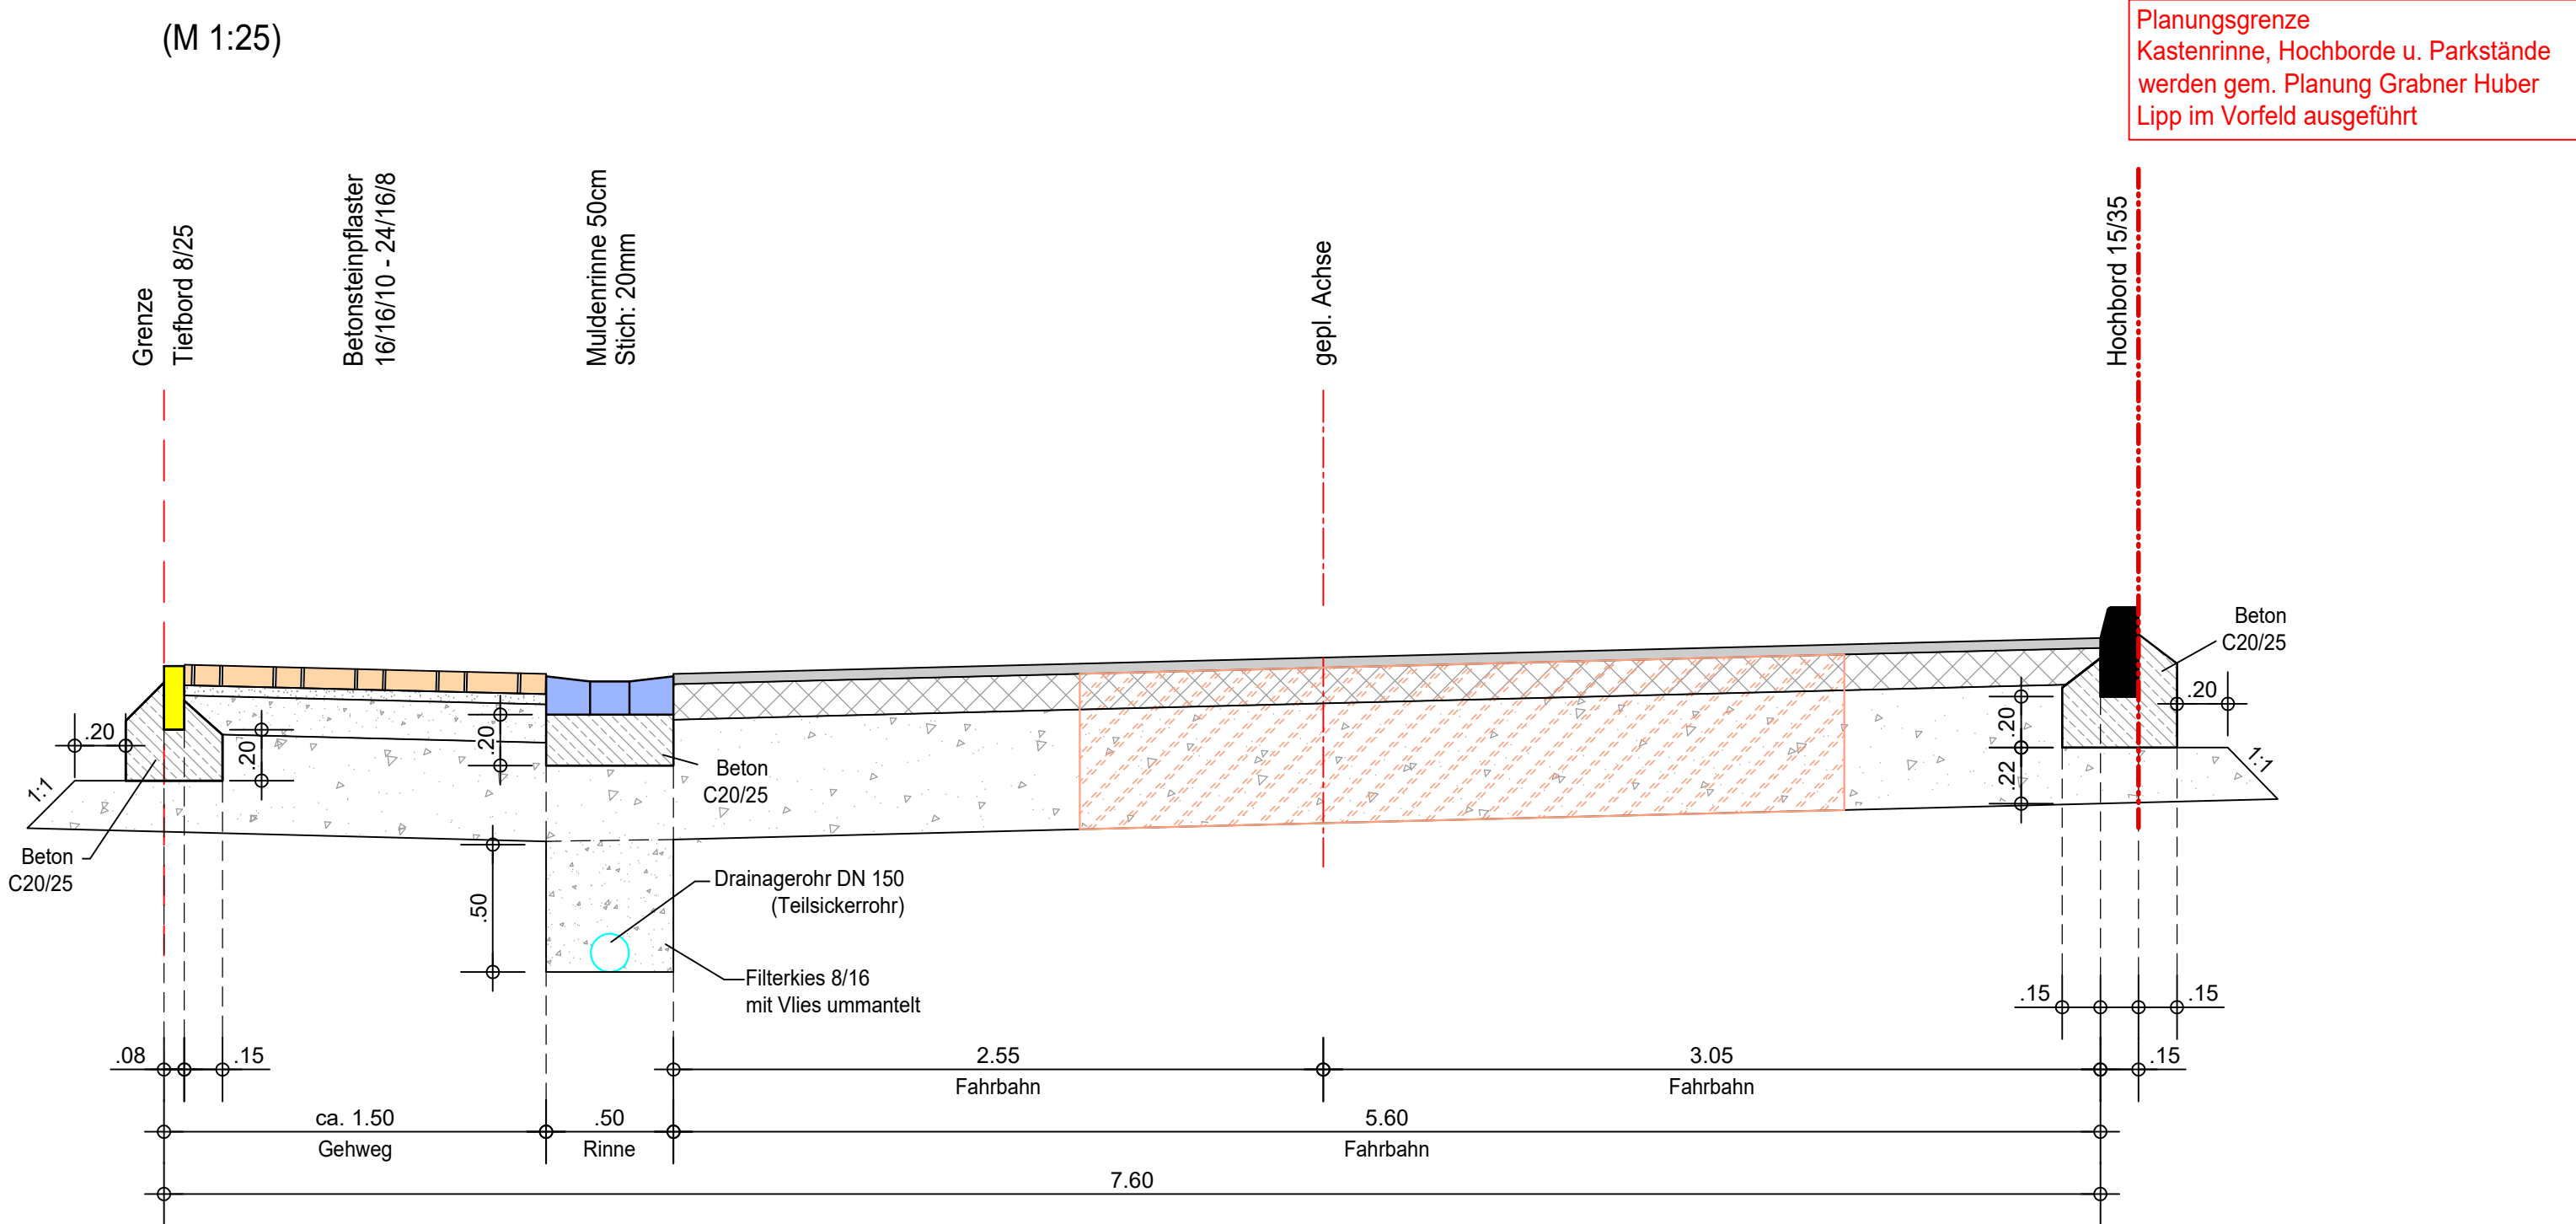 (M 1:25)
Planungsgrenze
Kastenrinne, Hochborde u. Parkstände
werden gem. Planung Grabner Huber
Lipp im Vorfeld ausgeführt
Grenze
Tiefbord 8/25
Betonsteinpflaster
16/16/10 - 24/16/8
Muldenrinne 50cm
Stich: 20mm
gepl. Achse
Hochbord 15/35
Beton
C20/25
.20
.20
.20
.20
.20
.22
1:1
1:1
Beton
C20/25
Beton
C20/25
.50
Drainagerohr DN 150
(Teilsickerrohr)
Filterkies 8/16
mit Vlies ummantelt
.15
.15
.08
.15
2.55
Fahrbahn
3.05
Fahrbahn
.15
ca. 1.50
Gehweg
.50
Rinne
5.60
Fahrbahn
7.60